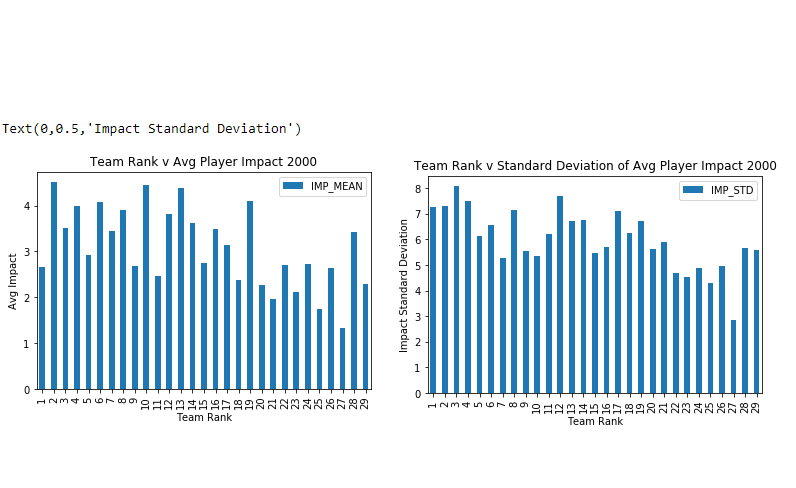 Text(0,0.5,'Impact Standard Deviation')
Team Rank v Avg Player Impact 2000
IMP_MEAN
Avg Impact
4
3
2
1
0
1 2 3 4 5 6 7 8 9 10 11 12 13 14 15 16 17 18 19 20 21 22 23 24 25 26 27 28 29
Team Rank
Team Rank v Standard Deviation of Avg Player Impact 2000
IMP_STD
Impact Standard Deviation
8
7
6
5
4
3
2
1
0
1 2 3 4 5 6 7 8 9 10 11 12 13 14 15 16 17 18 19 20 21 22 23 24 25 26 27 28 29
Team Rank